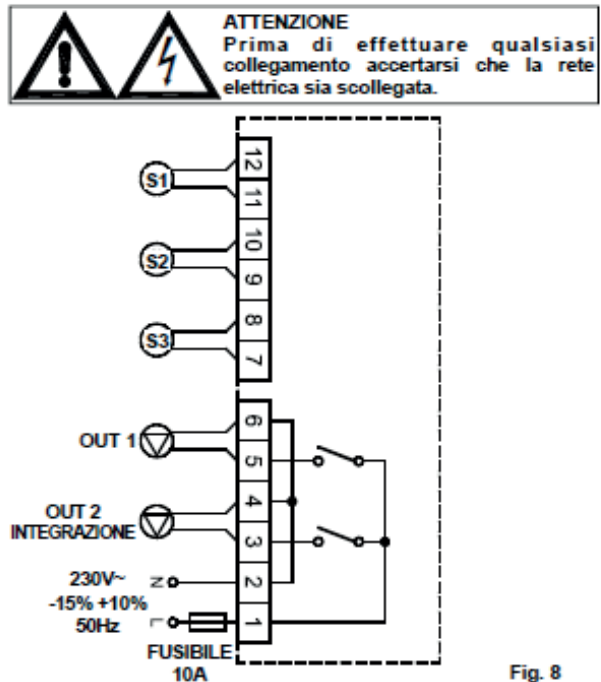 ATTENZIONE
Prima di effettuare qualsiasi
collegamento accertarsi che la rete
elettrica sia scollegata.
S1
12
11
S2
10
9
S3
8
7
OUT 1
6
5
OUT 2
INTEGRAZIONE
4
3
230V~
-15% +10%
50Hz
N
2
L
1
FUSIBILE
10A
Fig. 8